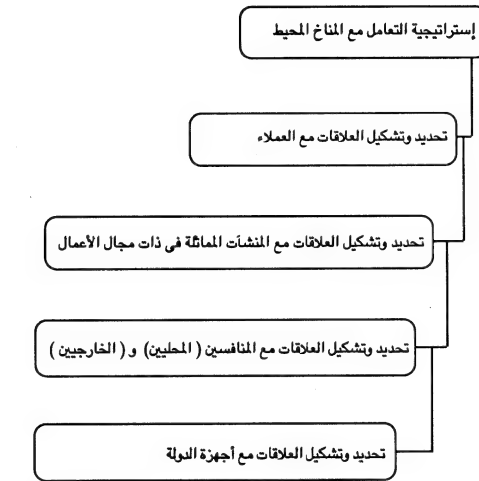 إستراتيجية التعامل مع المناخ المحيط
تحديد وتشكيل العلاقات مع العملاء
تحديد وتشكيل العلاقات مع المنشآت المماثلة فى ذات مجال الأعمال
تحديد وتشكيل العلاقات مع المنافسين ( المحليين) و ( الخارجيين )
تحديد وتشكيل العلاقات مع أجهزة الدولة